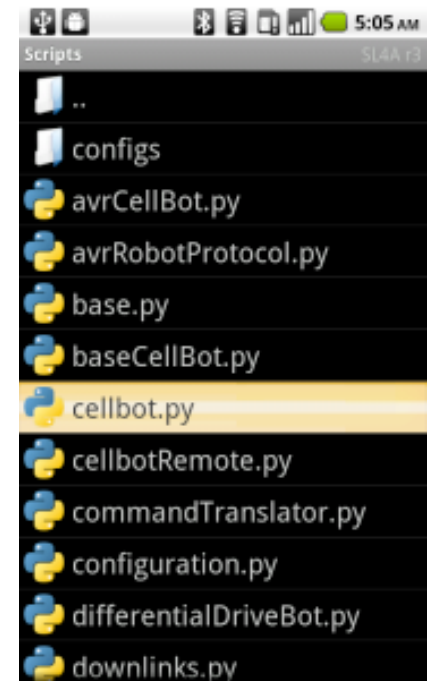 5:05 AM
Scripts SL4A r3
..
configs
avrCellBot.py
avrRobotProtocol.py
base.py
baseCellBot.py
cellbot.py
cellbotRemote.py
commandTranslator.py
configuration.py
differentialDriveBot.py
downlinks.py